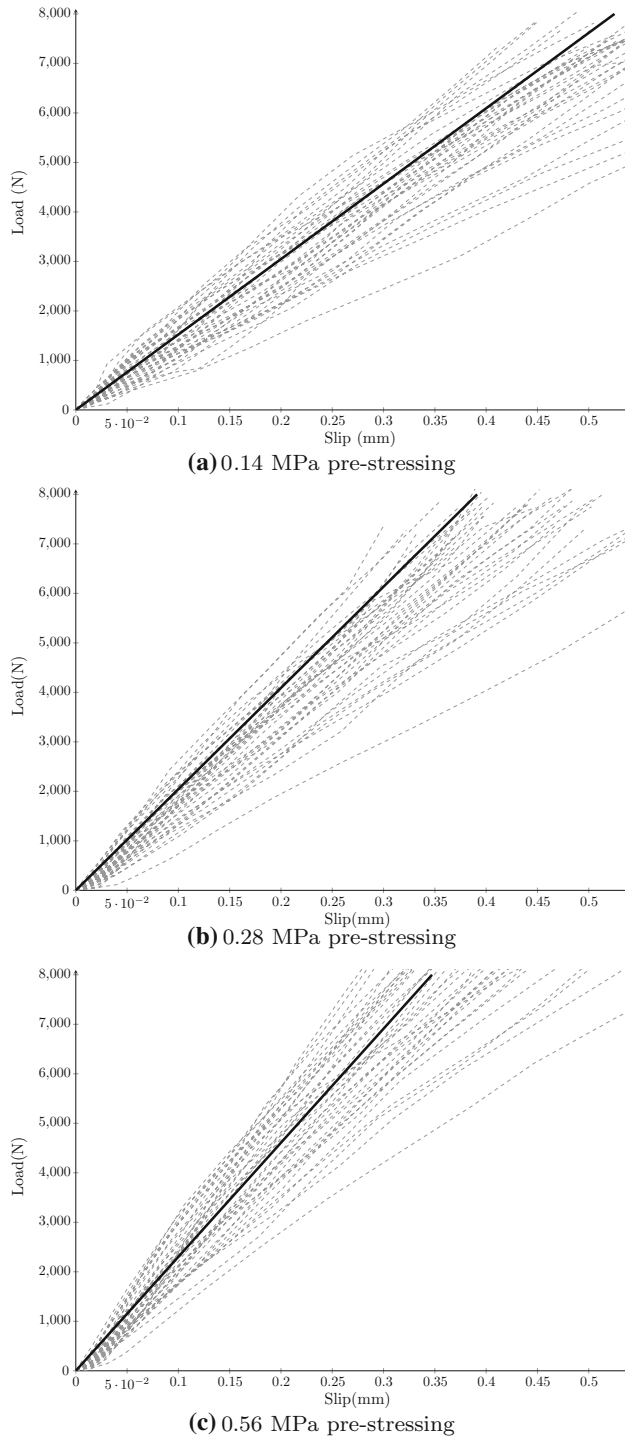 8,000
7,000
6,000
5,000
4,000
3,000
2,000
1,000
0
Load (N)
0 5 · 10⁻² 0.1 0.15 0.2 0.25 0.3 0.35 0.4 0.45 0.5
Slip (mm)
(a) 0.14 MPa pre-stressing
8,000
7,000
6,000
5,000
4,000
3,000
2,000
1,000
0
Load(N)
0 5 · 10⁻² 0.1 0.15 0.2 0.25 0.3 0.35 0.4 0.45 0.5
Slip(mm)
(b) 0.28 MPa pre-stressing
8,000
7,000
6,000
5,000
4,000
3,000
2,000
1,000
0
Load(N)
0 5 · 10⁻² 0.1 0.15 0.2 0.25 0.3 0.35 0.4 0.45 0.5
Slip(mm)
(c) 0.56 MPa pre-stressing